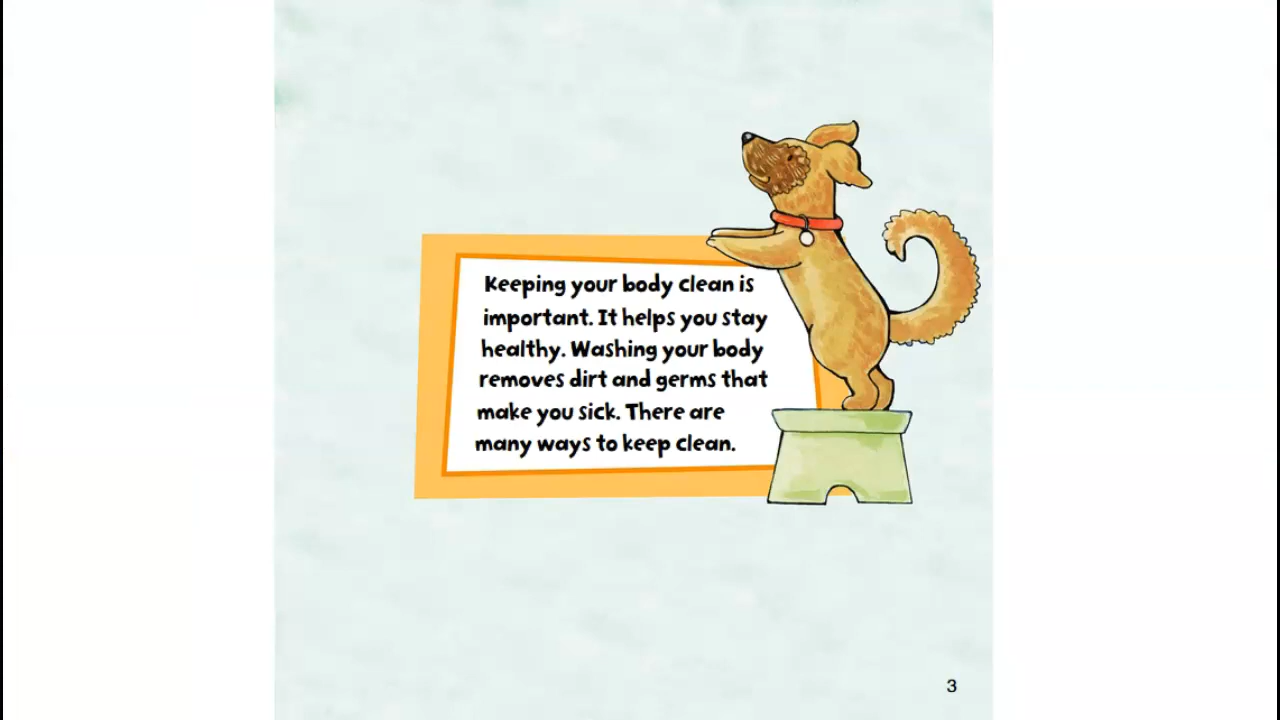 Keeping your body clean is
important. It helps you stay
healthy. Washing your body
removes dirt and germs that
make you sick. There are
many ways to keep clean.
3